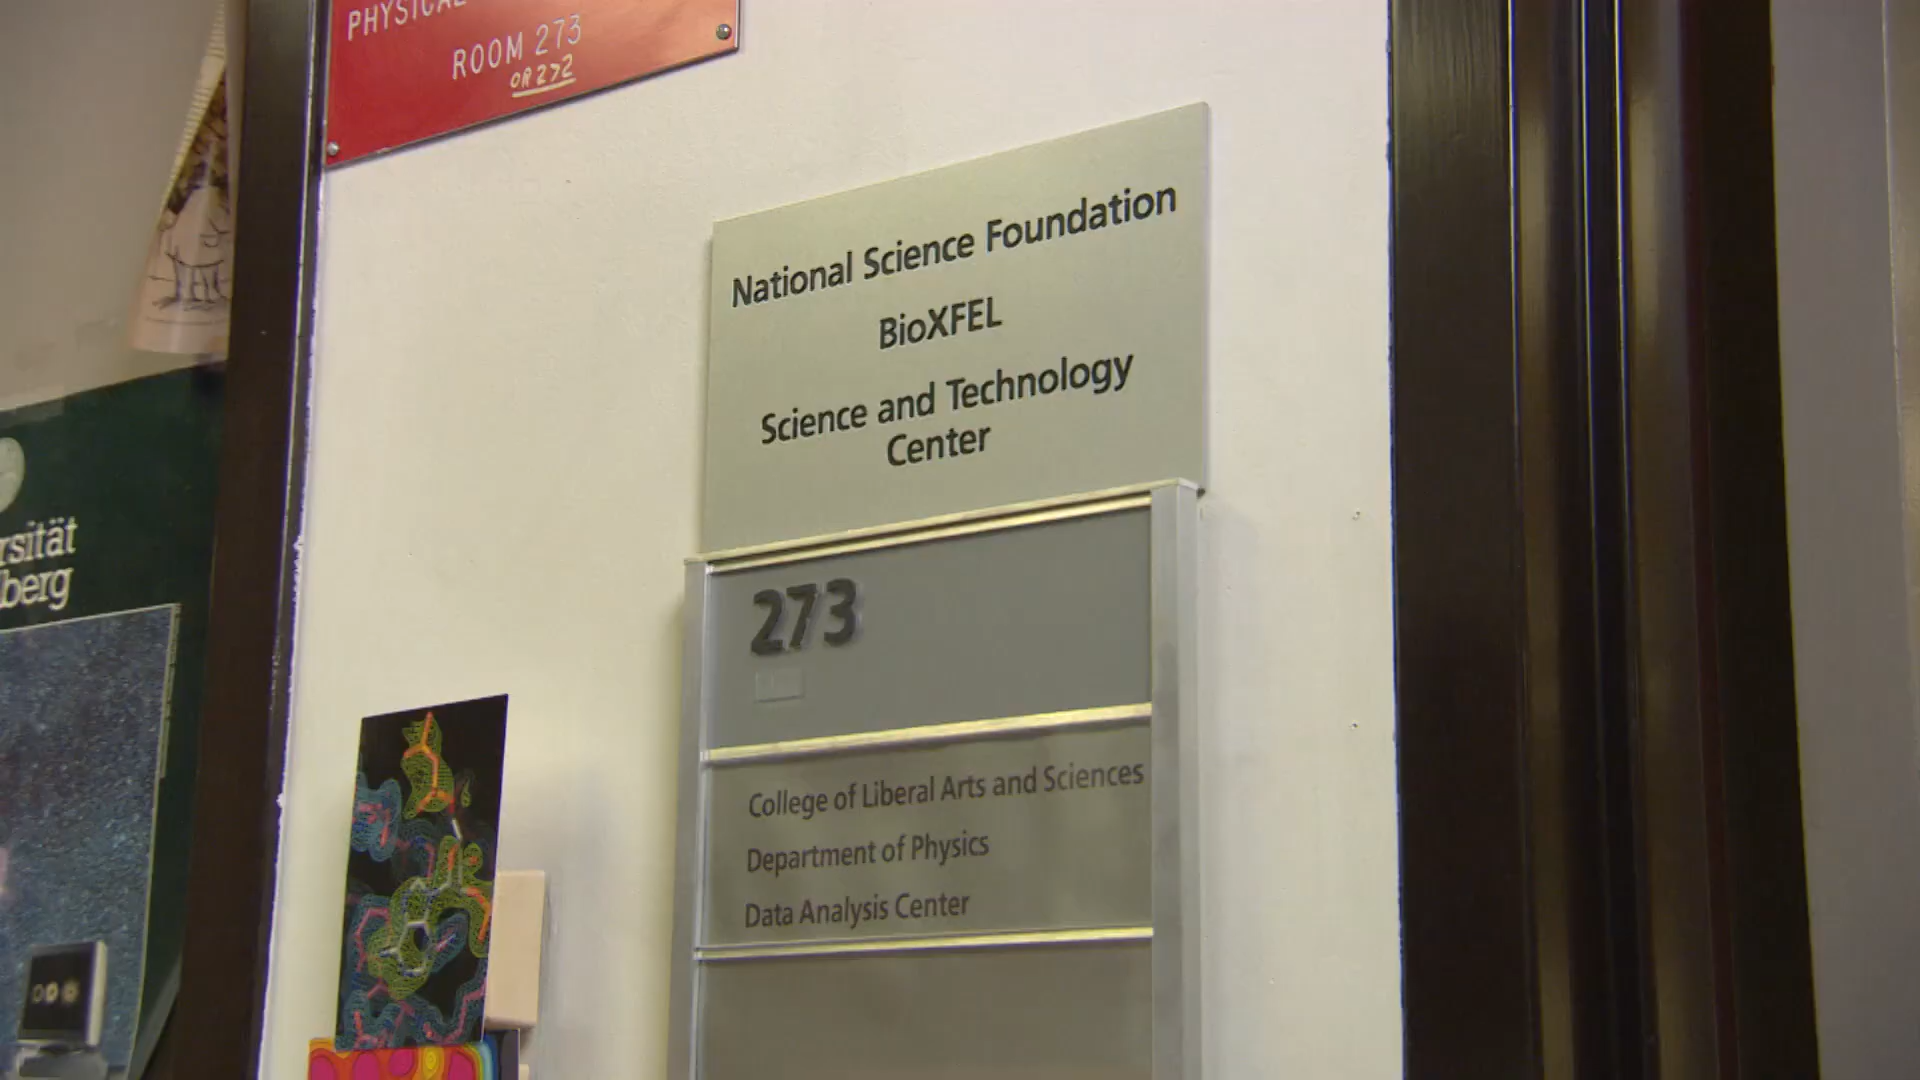 PHYSICAL
ROOM 273
OR 272
National Science Foundation
BioXFEL
Science and Technology
Center
273
College of Liberal Arts and Sciences
Department of Physics
Data Analysis Center
rsität
berg